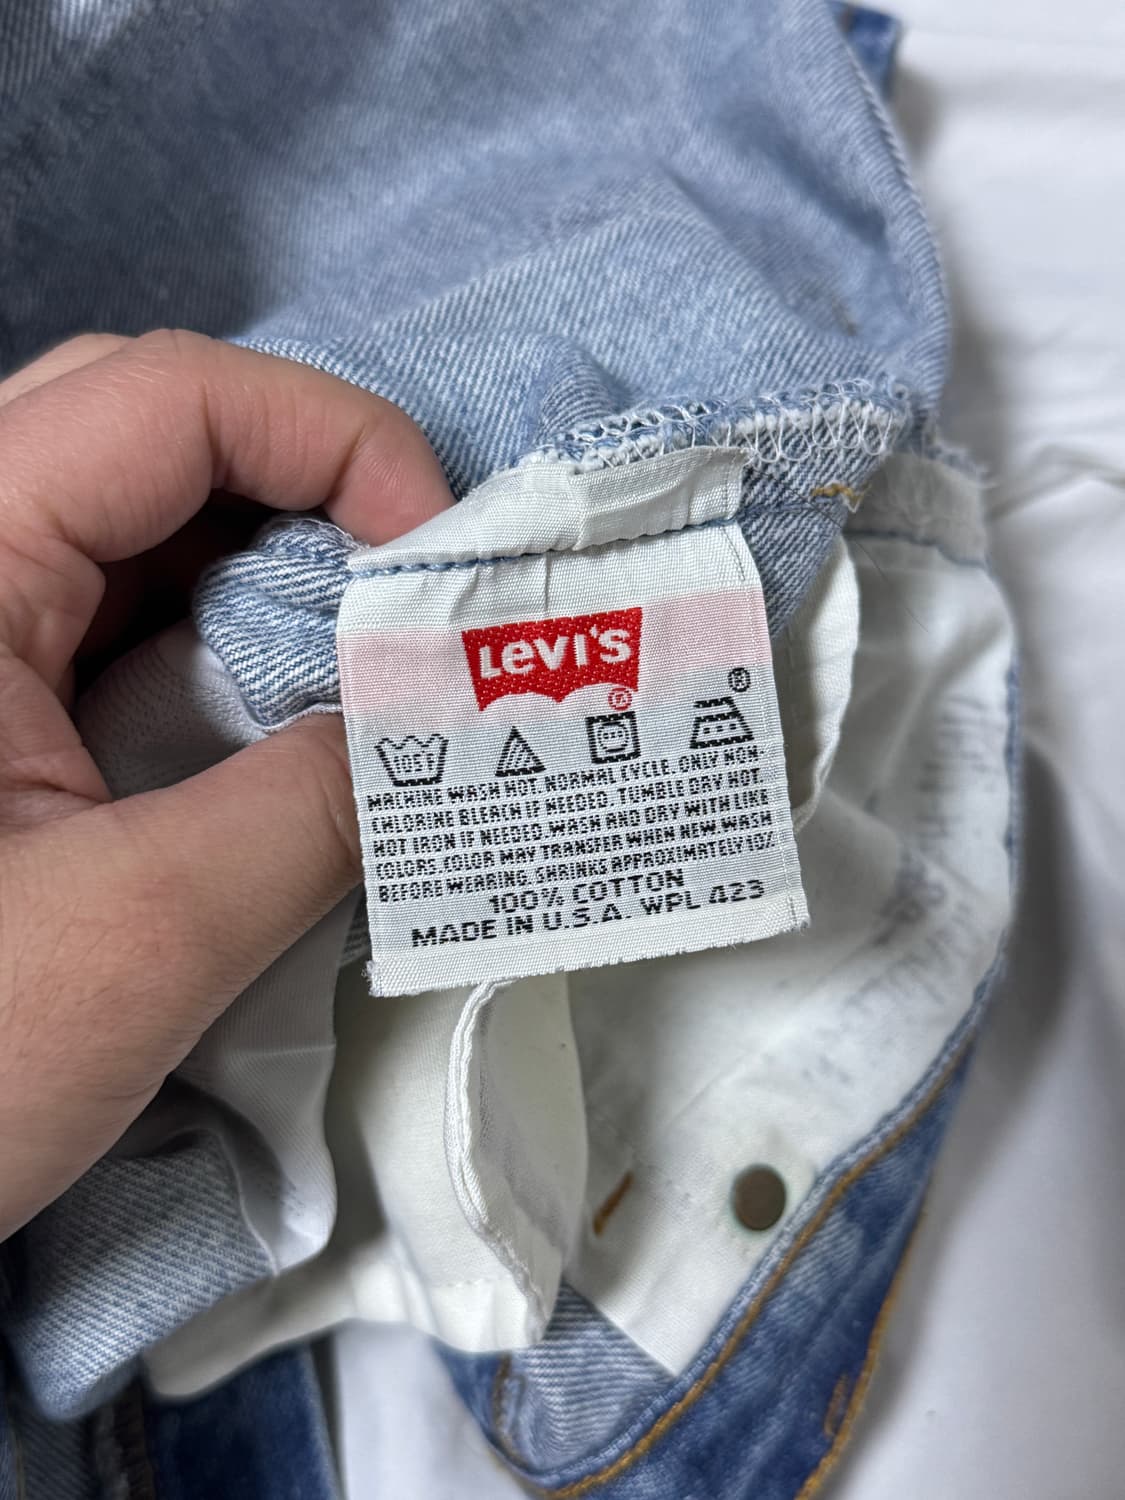 LEVI'S
®
®
105F
MACHINE WASH HOT, NORMAL CYCLE. ONLY NON-
CHLORINE BLEACH IF NEEDED. TUMBLE DRY HOT.
HOT IRON IF NEEDED. WASH AND DRY WITH LIKE
COLORS. COLOR MAY TRANSFER WHEN NEW. WASH
BEFORE WEARING. SHRINKS APPROXIMATELY 10%
100% COTTON
MADE IN U.S.A. WPL 423